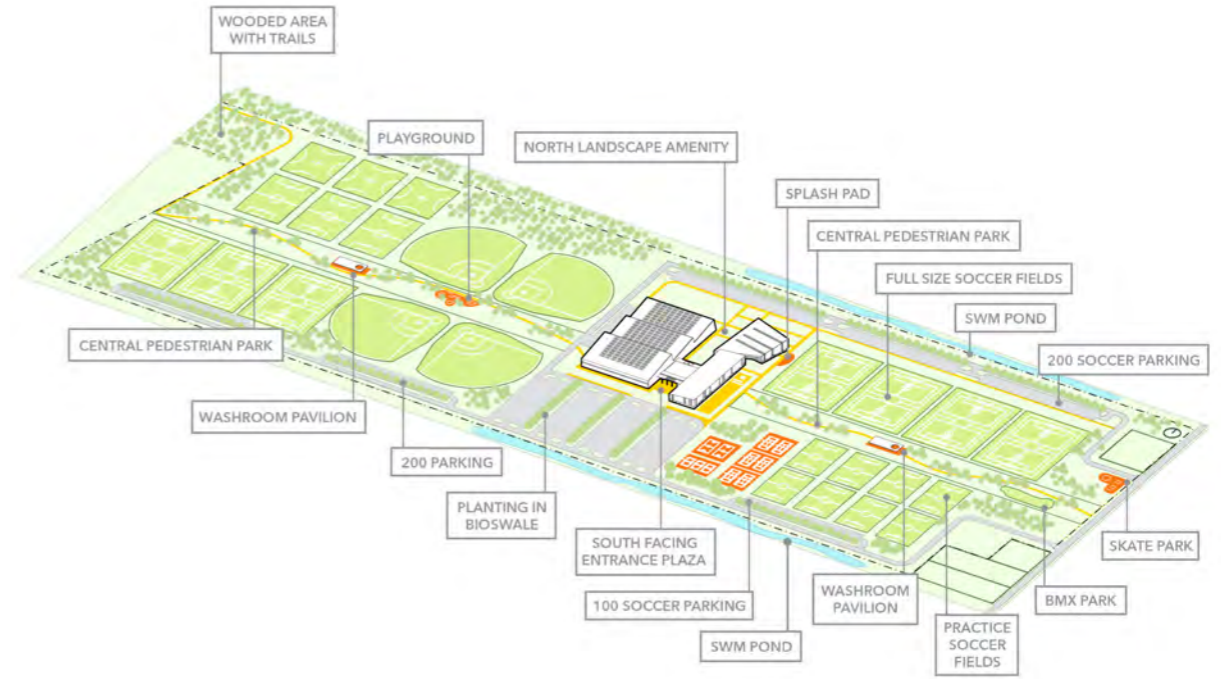 WOODED AREA
WITH TRAILS
PLAYGROUND
NORTH LANDSCAPE AMENITY
SPLASH PAD
CENTRAL PEDESTRIAN PARK
FULL SIZE SOCCER FIELDS
SWM POND
200 SOCCER PARKING
CENTRAL PEDESTRIAN PARK
WASHROOM PAVILION
200 PARKING
PLANTING IN
BIOSWALE
SOUTH FACING
ENTRANCE PLAZA
100 SOCCER PARKING
SWM POND
WASHROOM
PAVILION
PRACTICE
SOCCER
FIELDS
BMX PARK
SKATE PARK